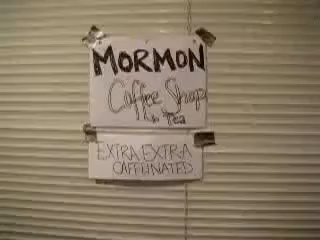 MORMON
Coffee Shop
& Tea
EXTRA EXTRA
CAFFEINATED